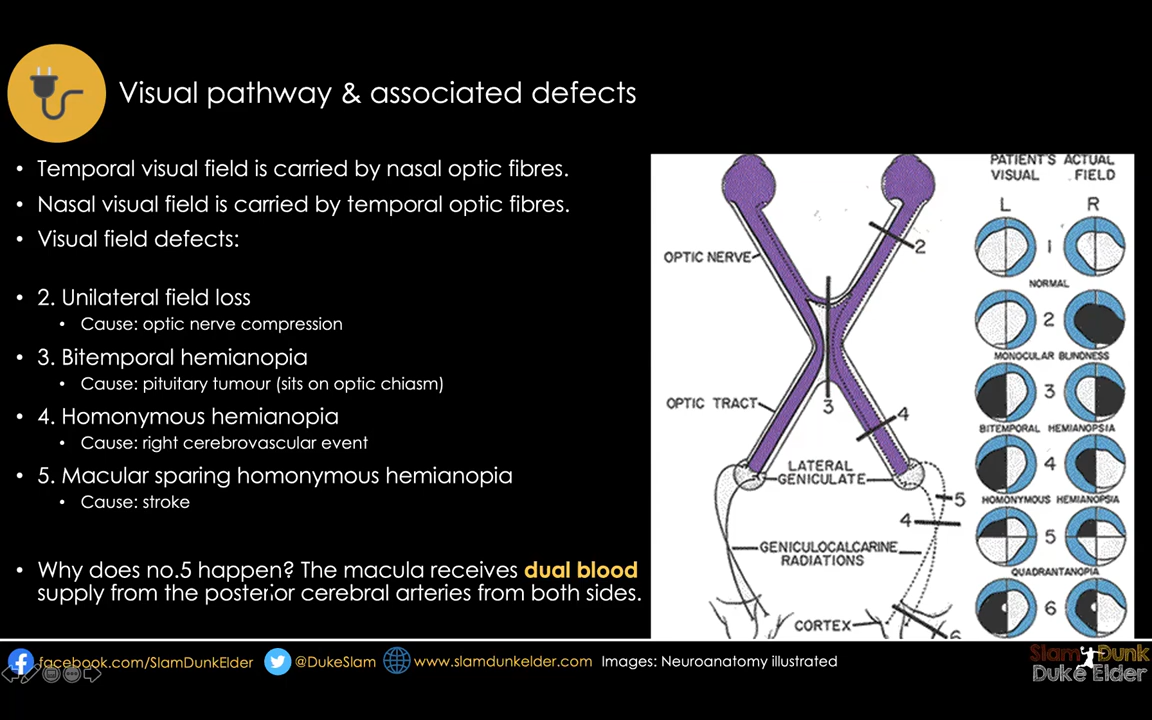 Visual pathway & associated defects
• Temporal visual field is carried by nasal optic fibres.
• Nasal visual field is carried by temporal optic fibres.
• Visual field defects:
• 2. Unilateral field loss
• Cause: optic nerve compression
• 3. Bitemporal hemianopia
• Cause: pituitary tumour (sits on optic chiasm)
• 4. Homonymous hemianopia
• Cause: right cerebrovascular event
• 5. Macular sparing homonymous hemianopia
• Cause: stroke
• Why does no.5 happen? The macula receives dual blood
supply from the posterior cerebral arteries from both sides.
OPTIC NERVE
2
3
OPTIC TRACT
4
LATERAL
GENICULATE
5
4
GENICULOCALCARINE
RADIATIONS
CORTEX
6
PATIENT'S ACTUAL
VISUAL FIELD
L R
1
NORMAL
2
MONOCULAR BLINDNESS
3
BITEMPORAL HEMIANOPSIA
4
HOMONYMOUS HEMIANOPSIA
5
QUADRANTANOPIA
6
facebook.com/SlamDunkElder @DukeSlam www.slamdunkelder.com Images: Neuroanatomy illustrated
Slam Dunk
Duke Elder